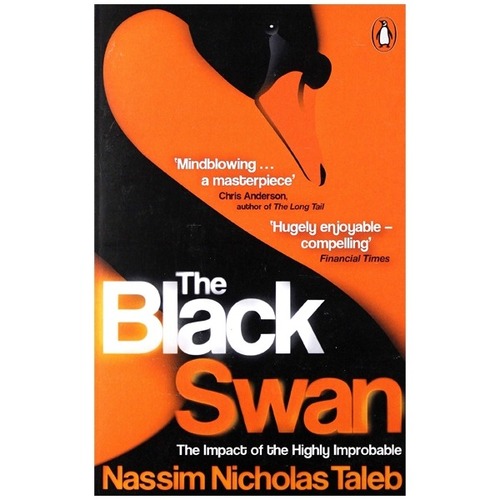 ‘Mindblowing ...
a masterpiece’
Chris Anderson,
author of The Long Tail
‘Hugely enjoyable –
compelling’
Financial Times
The
Black
Swan
The Impact of the Highly Improbable
Nassim Nicholas Taleb